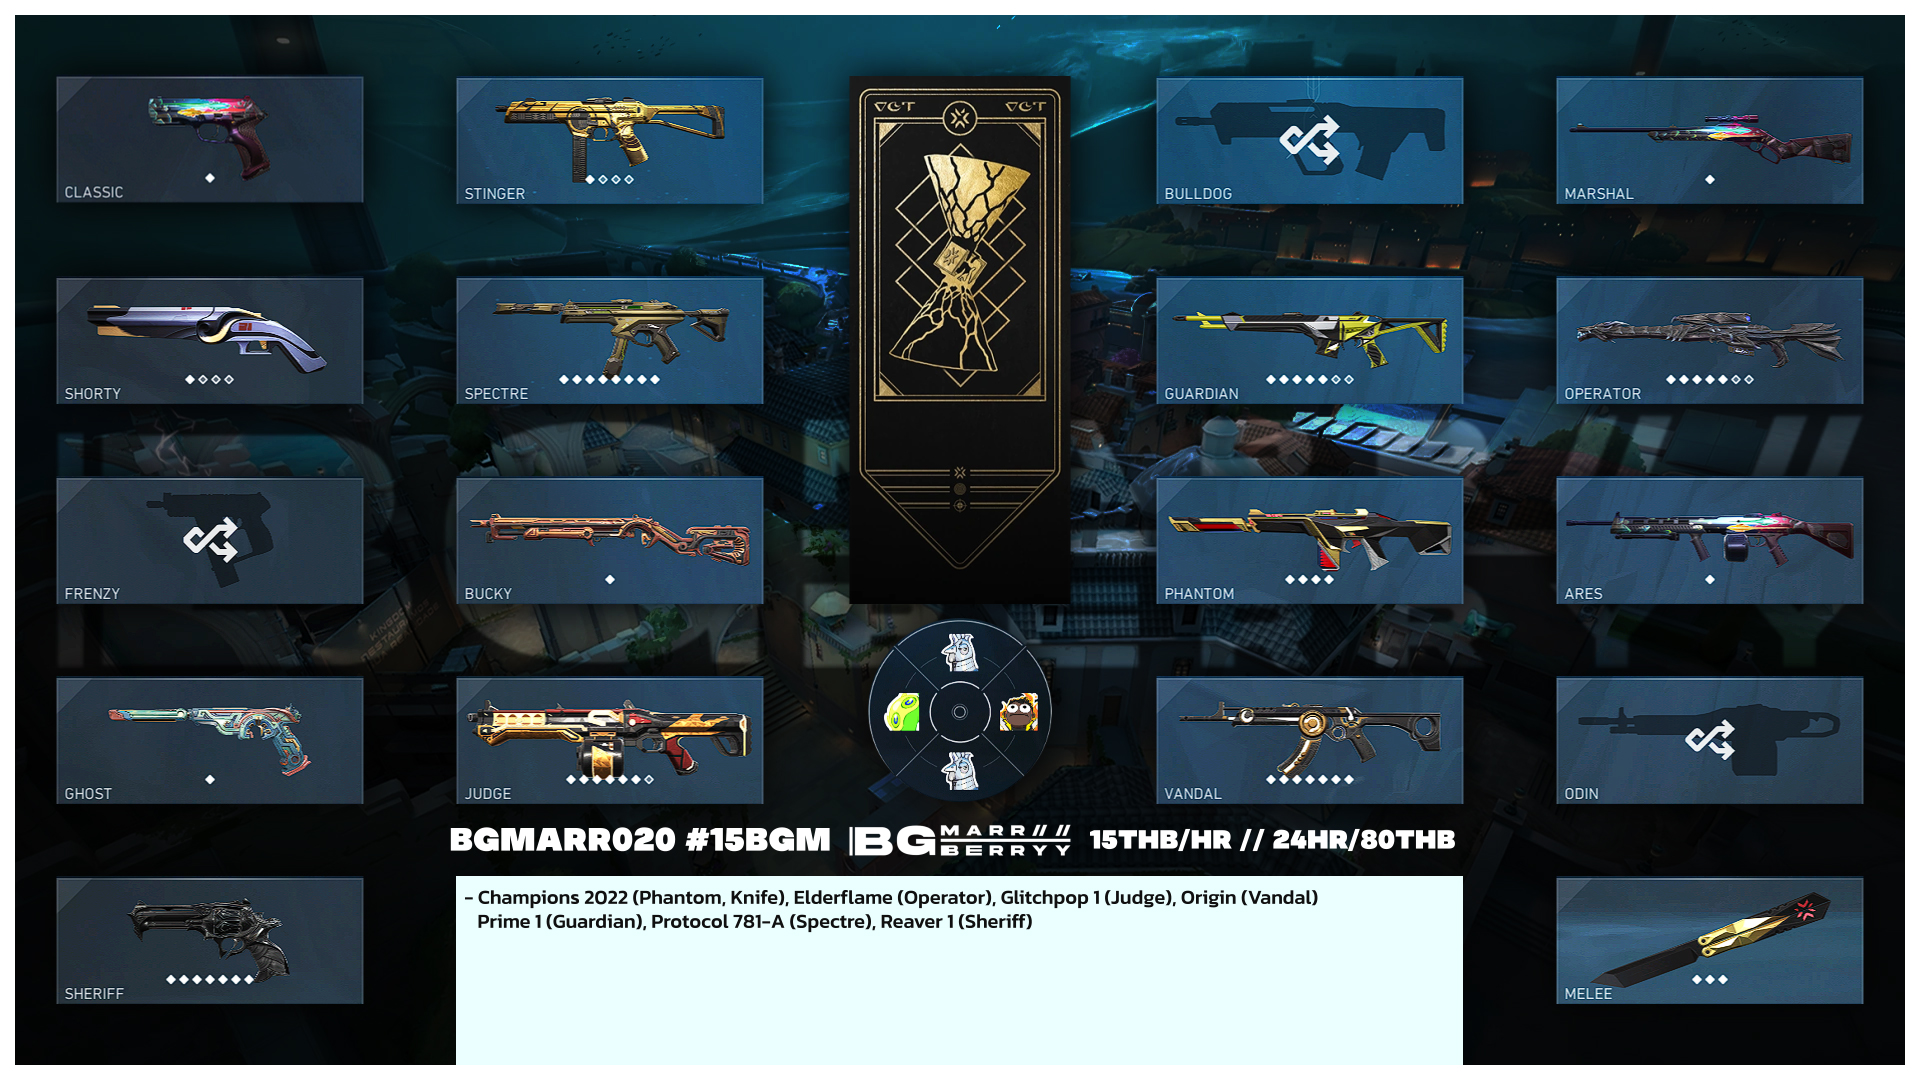 VCT VCT
CLASSIC
STINGER
BULLDOG
MARSHAL
SHORTY
SPECTRE
GUARDIAN
OPERATOR
FRENZY
BUCKY
PHANTOM
ARES
GHOST
JUDGE
VANDAL
ODIN
BGMARR020 #15BGM
BG MARR//
BERRYY
15THB/HR // 24HR/80THB
SHERIFF
- Champions 2022 (Phantom, Knife), Elderflame (Operator), Glitchpop 1 (Judge), Origin (Vandal)
Prime 1 (Guardian), Protocol 781-A (Spectre), Reaver 1 (Sheriff)
MELEE